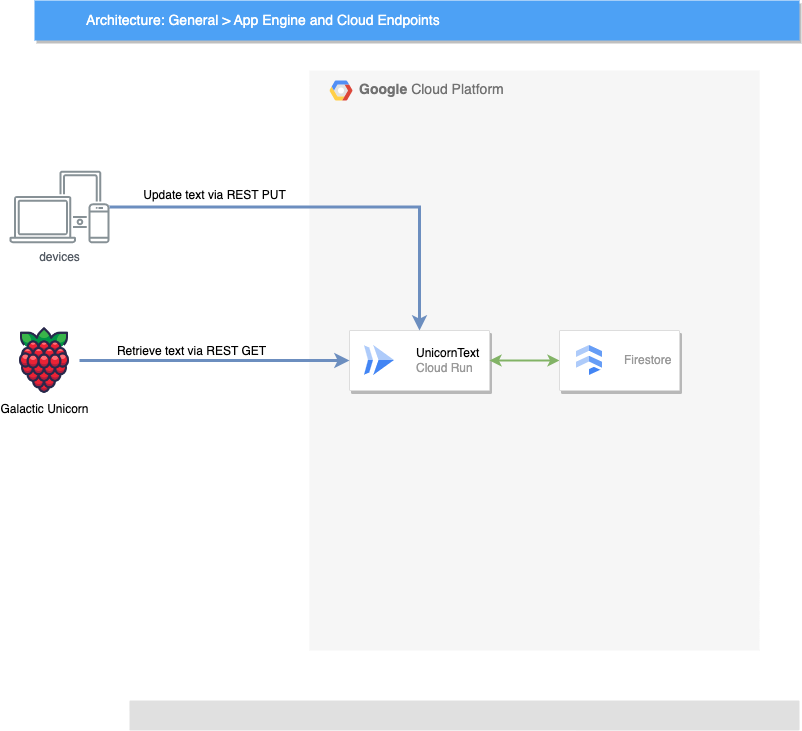 Architecture: General > App Engine and Cloud Endpoints
Google Cloud Platform
Update text via REST PUT
devices
Retrieve text via REST GET
UnicornText
Cloud Run
Firestore
Galactic Unicorn